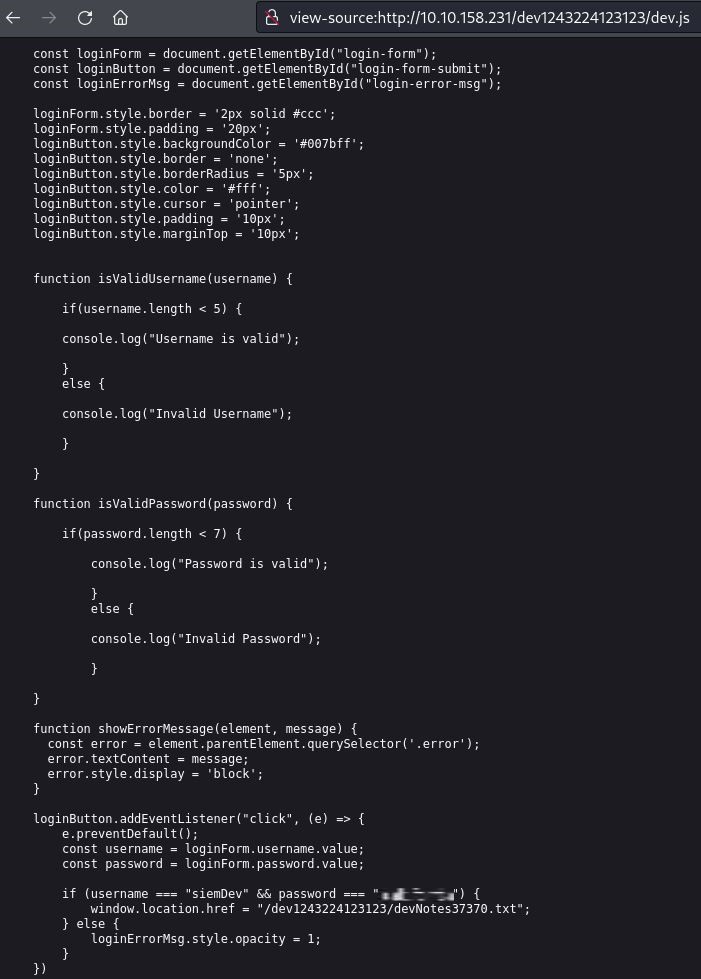 view-source:http://10.10.158.231/dev1243224123123/dev.js
const loginForm = document.getElementById("login-form");
const loginButton = document.getElementById("login-form-submit");
const loginErrorMsg = document.getElementById("login-error-msg");
loginForm.style.border = '2px solid #ccc';
loginForm.style.padding = '20px';
loginButton.style.backgroundColor = '#007bff';
loginButton.style.border = 'none';
loginButton.style.borderRadius = '5px';
loginButton.style.color = '#fff';
loginButton.style.cursor = 'pointer';
loginButton.style.padding = '10px';
loginButton.style.marginTop = '10px';
function isValidUsername(username) {
if(username.length < 5) {
console.log("Username is valid");
}
else {
console.log("Invalid Username");
}
}
function isValidPassword(password) {
if(password.length < 7) {
console.log("Password is valid");
}
else {
console.log("Invalid Password");
}
}
function showErrorMessage(element, message) {
const error = element.parentElement.querySelector('.error');
error.textContent = message;
error.style.display = 'block';
}
loginButton.addEventListener("click", (e) => {
e.preventDefault();
const username = loginForm.username.value;
const password = loginForm.password.value;
if (username === "siemDev" && password === "") {
window.location.href = "/dev1243224123123/devNotes37370.txt";
} else {
loginErrorMsg.style.opacity = 1;
}
})